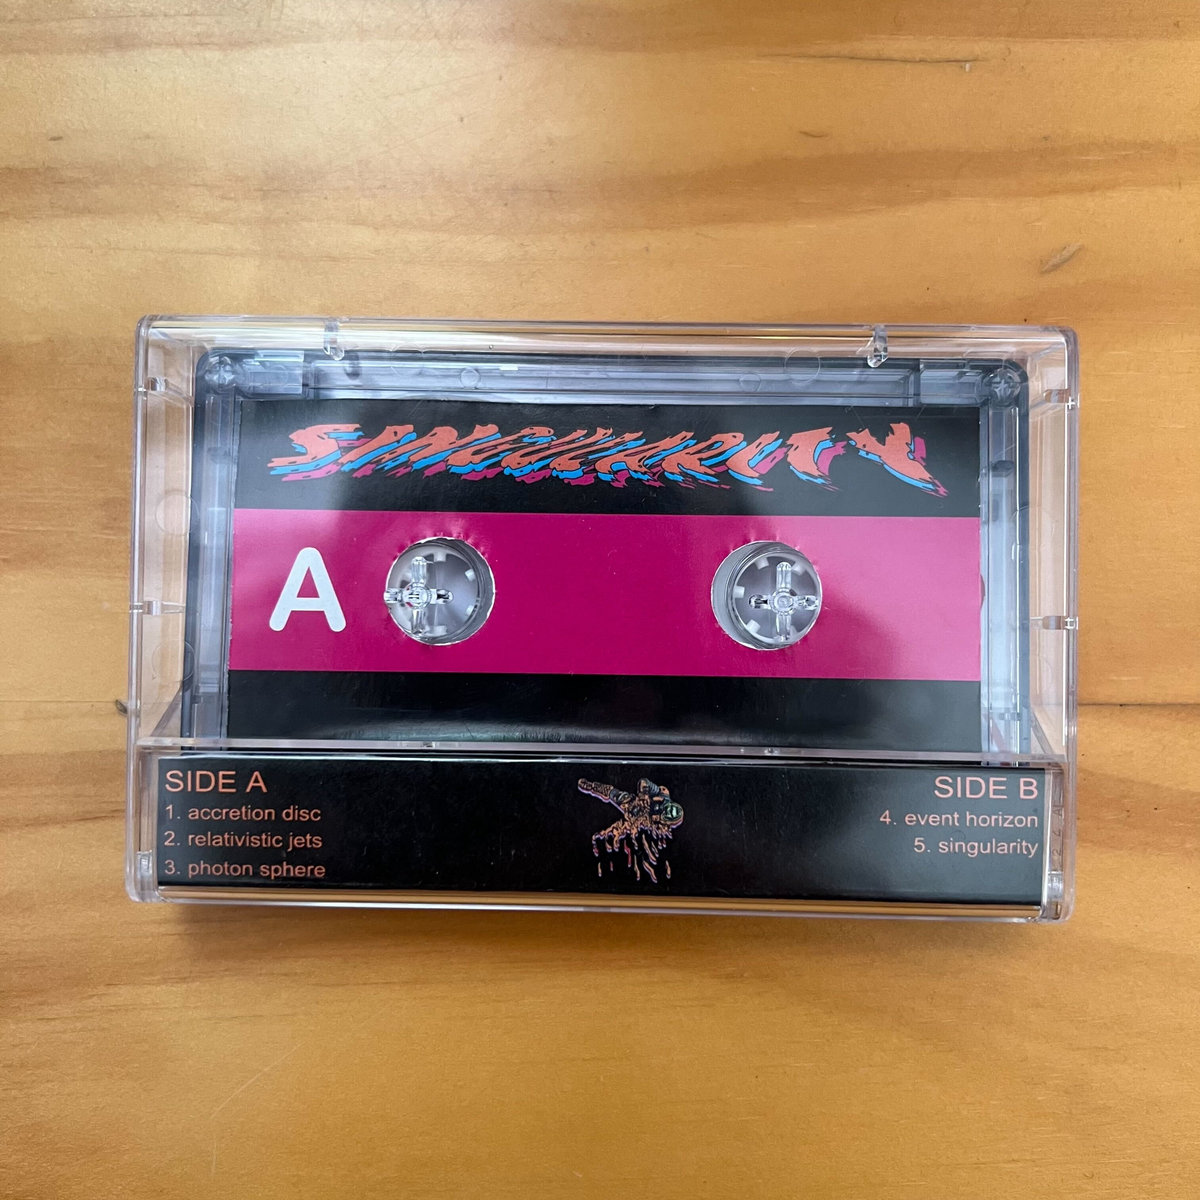 SINGULARITY
A
SIDE A
1. accretion disc
2. relativistic jets
3. photon sphere
SIDE B
4. event horizon
5. singularity